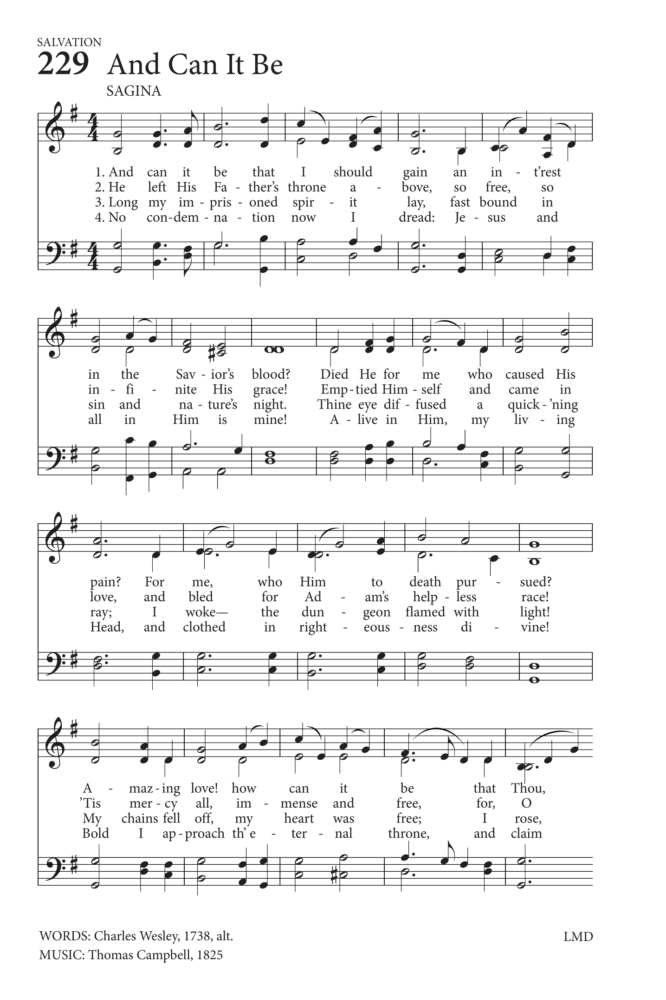 SALVATION
229 And Can It Be
SAGINA
1. And can it be that I should gain an in - t’rest
2. He left His Fa - ther’s throne a - bove, so free, so
3. Long my im - pris - oned spir - it lay, fast bound in
4. No con - dem - na - tion now I dread: Je - sus and
in the Sav - ior’s blood? Died He for me who caused His
in - fi - nite His grace! Emp - tied Him - self and came in
sin and na - ture’s night. Thine eye dif - fused a quick - ’ning
all in Him is mine! A - live in Him, my liv - ing
pain? For me, who Him to death pur - sued?
love, and bled for Ad - am’s help - less race!
ray; I woke— the dun - geon flamed with light!
Head, and clothed in right - eous - ness di - vine!
A - maz - ing love! how can it be that Thou,
’Tis mer - cy all, im - mense and free, for, O
My chains fell off, my heart was free; I rose,
Bold I ap - proach th’ e - ter - nal throne, and claim
WORDS: Charles Wesley, 1738, alt. LMD
MUSIC: Thomas Campbell, 1825